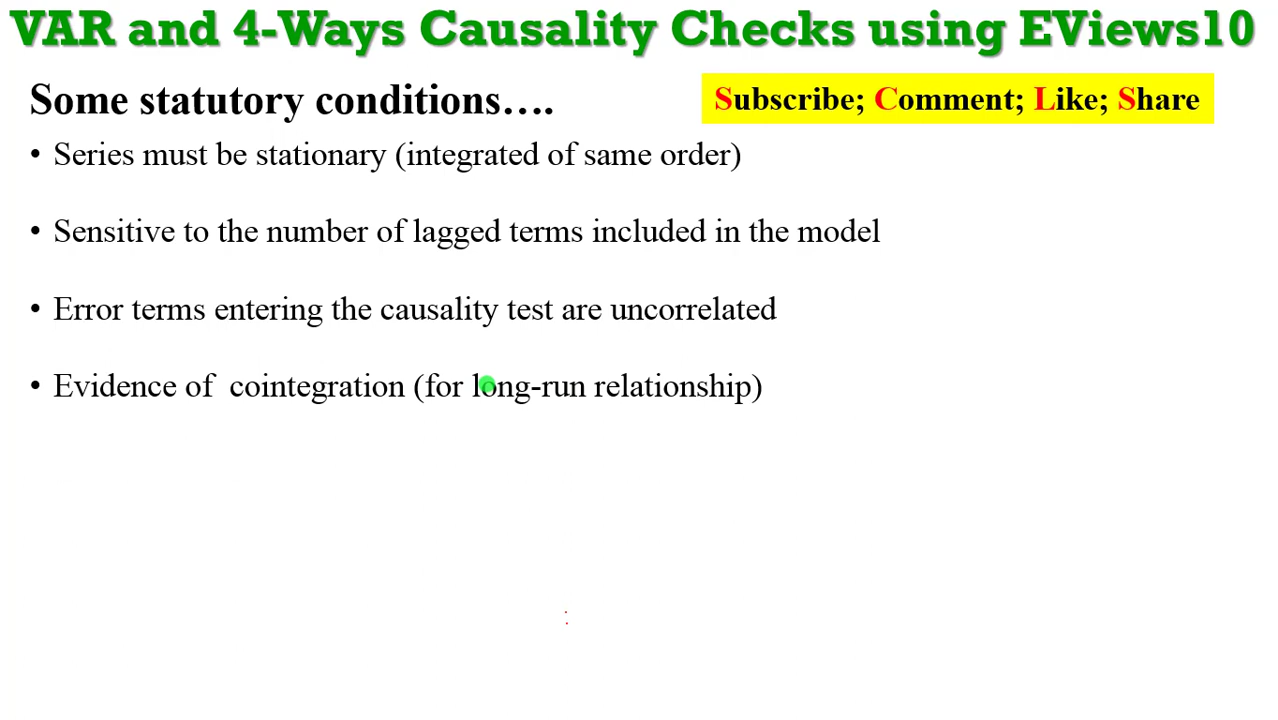 VAR and 4-Ways Causality Checks using EViews10
Some statutory conditions….
Subscribe; Comment; Like; Share
• Series must be stationary (integrated of same order)
• Sensitive to the number of lagged terms included in the model
• Error terms entering the causality test are uncorrelated
• Evidence of  cointegration (for long-run relationship)